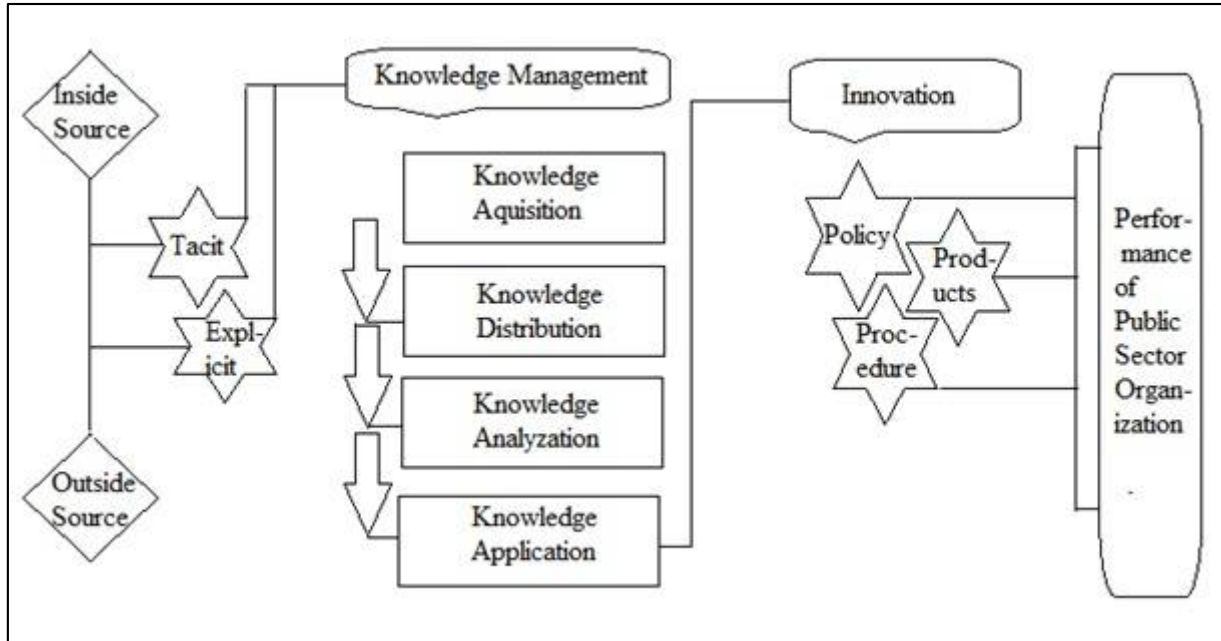 Inside
Source
Outside
Source
Tacit
Expl-
icit
Knowledge Management
Knowledge
Aquisition
Knowledge
Distribution
Knowledge
Analyzation
Knowledge
Application
Innovation
Policy
Prod-
ucts
Proc-
edure
Perfor-
mance
of
Public
Sector
Organ-
ization